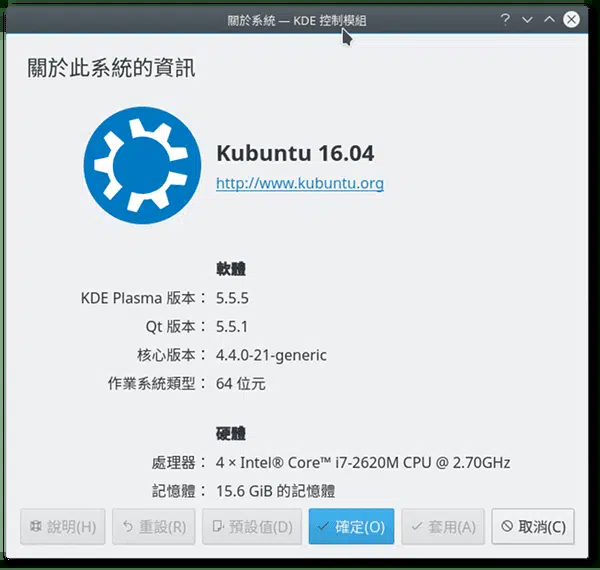 關於系統 — KDE 控制模組
關於此系統的資訊
Kubuntu 16.04
http://www.kubuntu.org
軟體
KDE Plasma 版本： 5.5.5
Qt 版本： 5.5.1
核心版本： 4.4.0-21-generic
作業系統類型： 64 位元
硬體
處理器： 4 × Intel® Core™ i7-2620M CPU @ 2.70GHz
記憶體： 15.6 GiB 的記憶體
說明(H) 重設(R) 預設值(D) 確定(O) 套用(A) 取消(C)